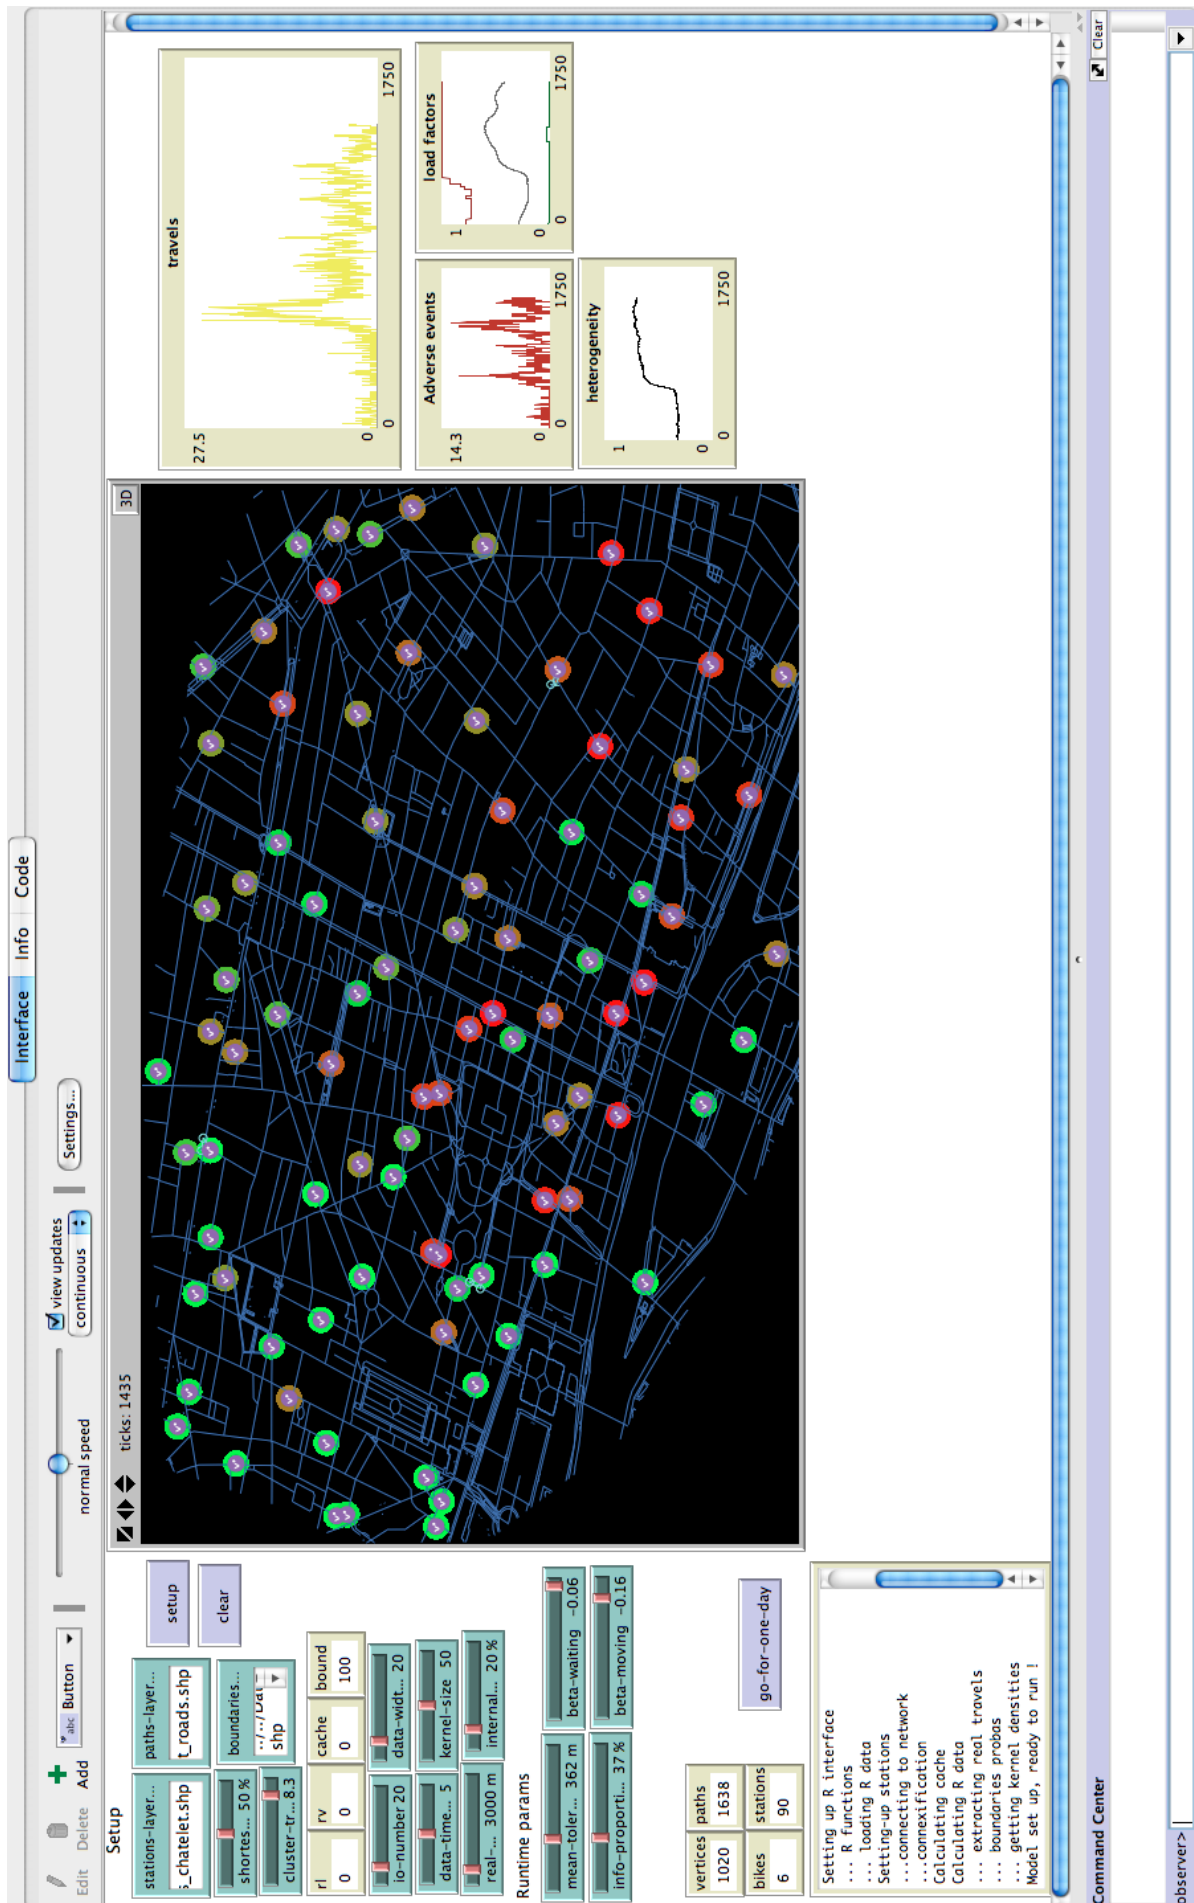 Interface Info Code
Edit Delete Add
abc Button
normal speed
view updates
continuous
Settings...
Setup
stations-layer...
s_chatelet.shp
paths-layer...
t_roads.shp
setup
shortes... 50 %
boundaries...
shp
clear
cluster-tr... 8.3
rl
0
rv
0
cache
0
bound
100
io-number 20
data-widt... 20
data-time... 5
kernel-size 50
real-... 3000 m
internal... 20 %
Runtime params
mean-toler... 362 m
beta-waiting -0.06
info-proporti... 37 %
beta-moving -0.16
vertices
1020
paths
1638
bikes
6
stations
90
go-for-one-day
Setting up R interface
... R functions
... loading R data
Setting-up stations
...connecting to network
...connexification
Calculating cache
Calculating R data
... extracting real travels
... boundaries probas
... getting kernel densities
Model set up, ready to run !
ticks: 1435
3D
travels
27.5
0
0
1750
Adverse events
14.3
0
0
1750
load factors
1
0
0
1750
heterogeneity
1
0
0
1750
Command Center
Clear
observer>